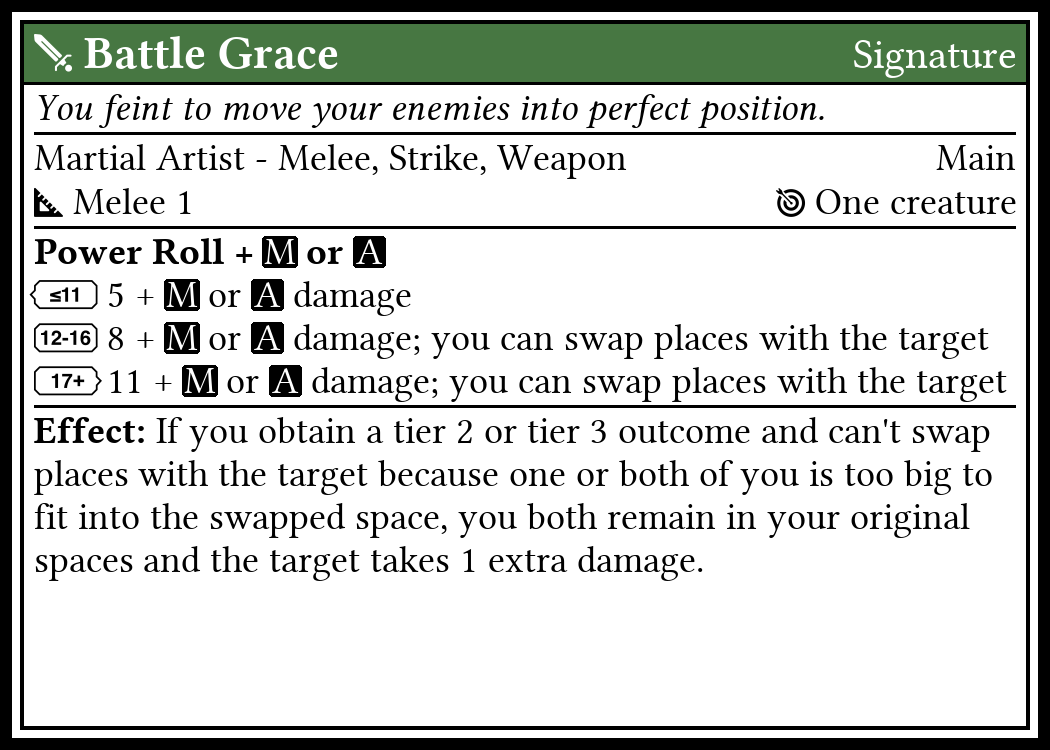 Battle Grace Signature
You feint to move your enemies into perfect position.
Martial Artist - Melee, Strike, Weapon Main
Melee 1 One creature
Power Roll + M or A
≤11 5 + M or A damage
12-16 8 + M or A damage; you can swap places with the target
17+ 11 + M or A damage; you can swap places with the target
Effect: If you obtain a tier 2 or tier 3 outcome and can't swap
places with the target because one or both of you is too big to
fit into the swapped space, you both remain in your original
spaces and the target takes 1 extra damage.